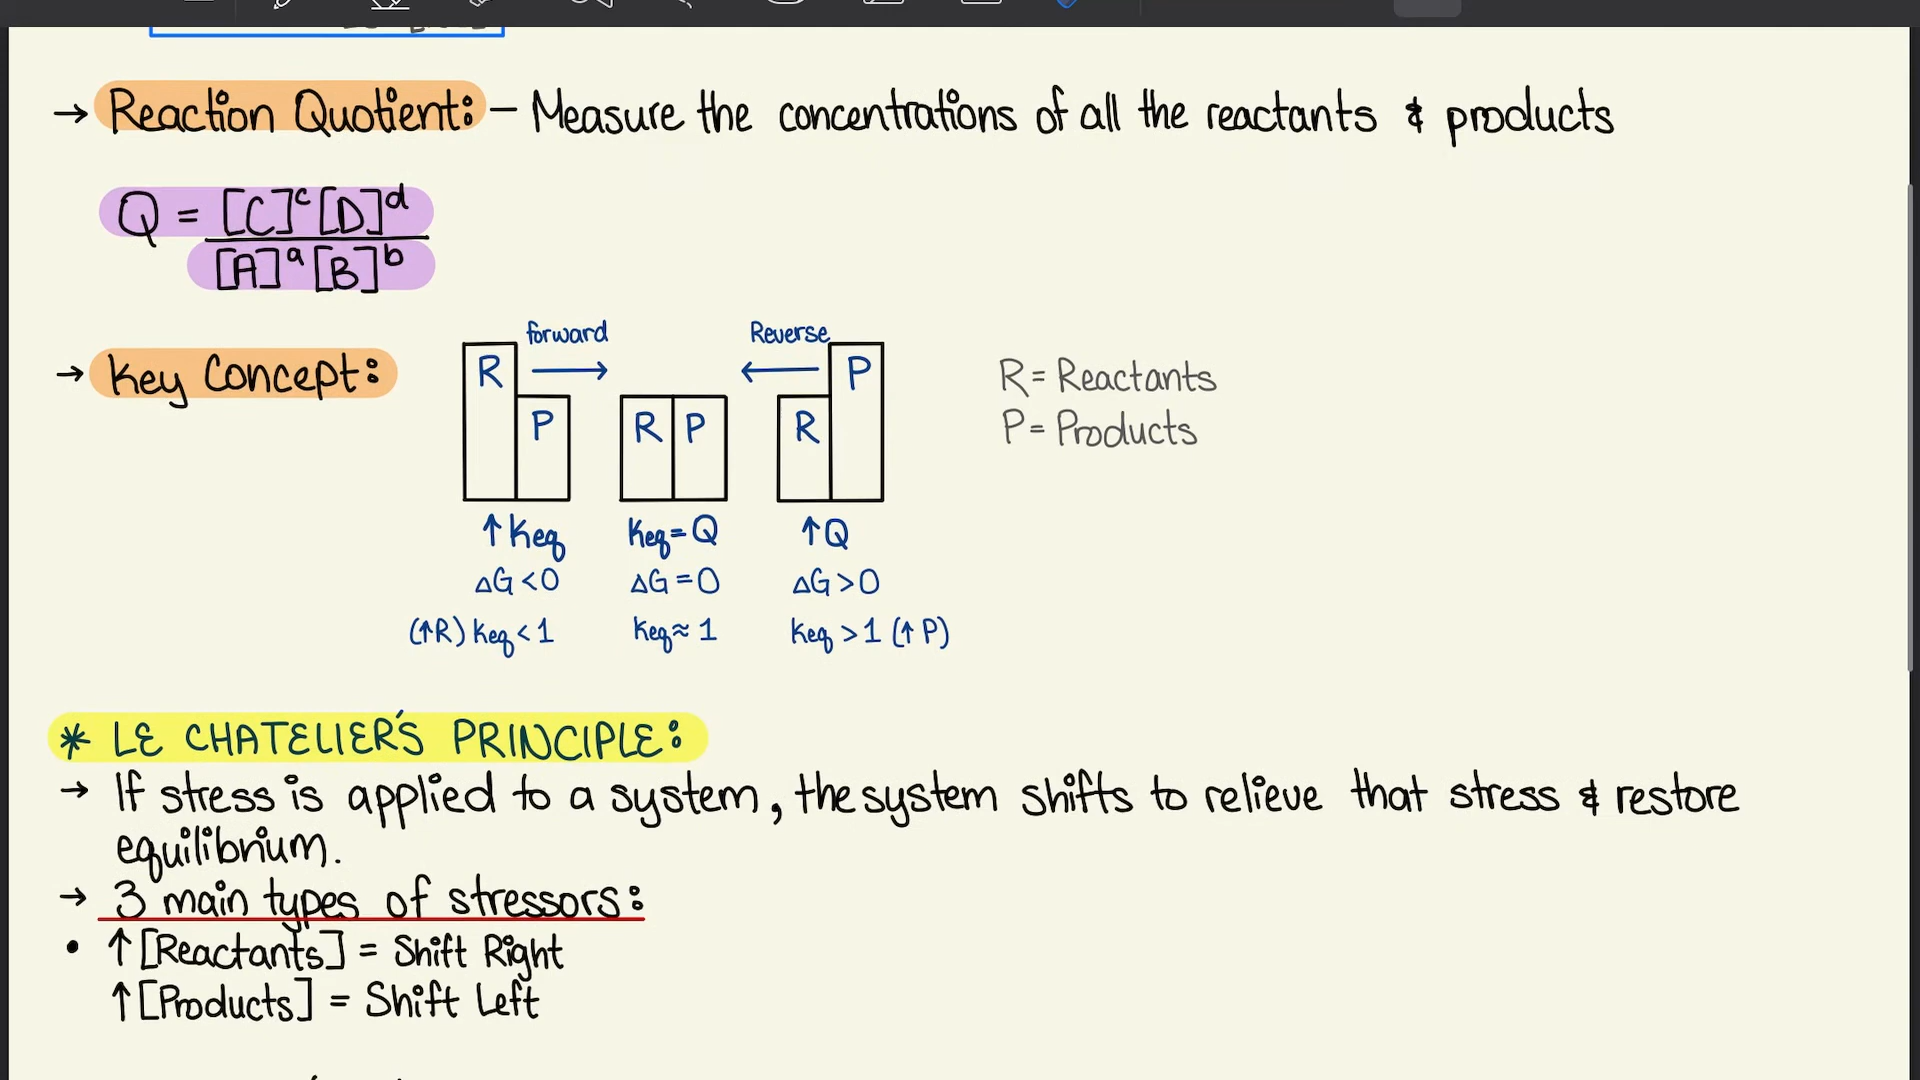 → Reaction Quotient: – Measure the concentrations of all the reactants & products
Q = [C]ᶜ[D]ᵈ
[A]ᵃ[B]ᵇ
→ Key Concept:
forward
Reverse
R
P
R
P
R
P
R = Reactants
P = Products
↑Keq
Keq = Q
↑Q
ΔG < 0
ΔG = 0
ΔG > 0
(↑R) Keq < 1
Keq ≈ 1
Keq > 1 (↑P)
* LE CHATELIER'S PRINCIPLE:
→ If stress is applied to a system, the system shifts to relieve that stress & restore
equilibrium.
→ 3 main types of stressors:
• ↑[Reactants] = Shift Right
↑[Products] = Shift Left